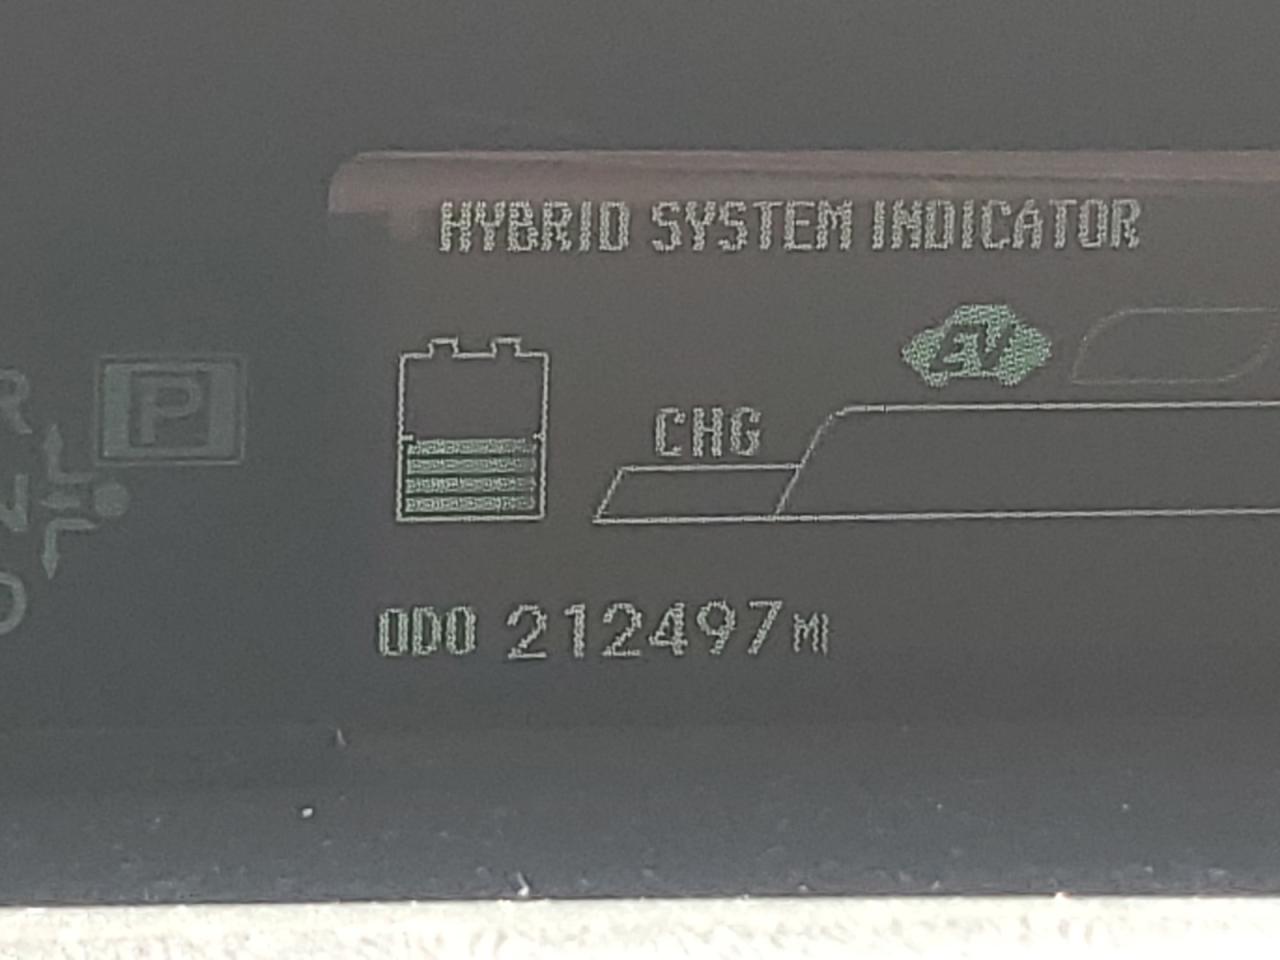 HYBRID SYSTEM INDICATOR
EV
CHG
R
P
N
D
ODO 212497 MI